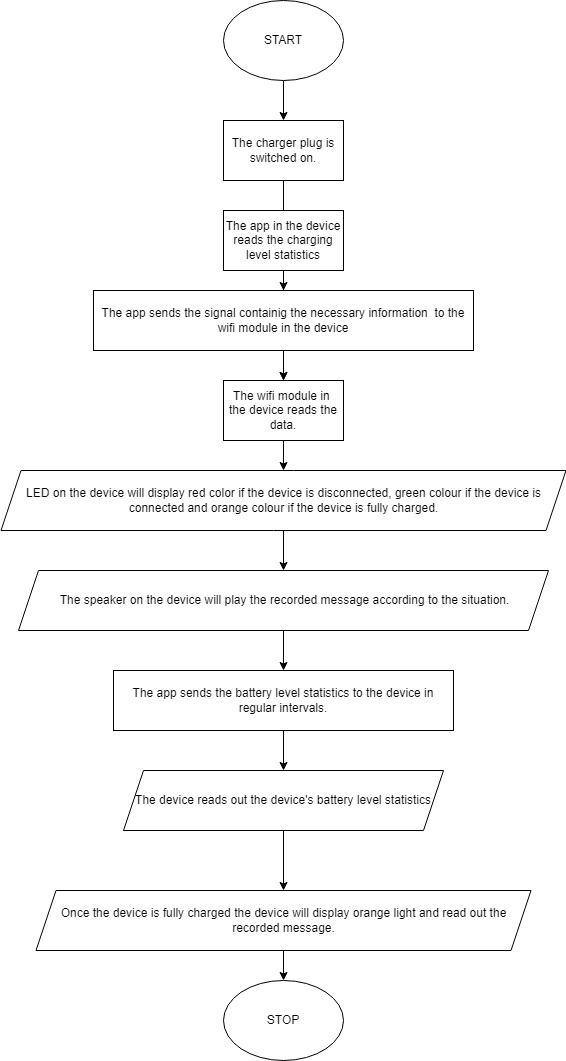 START
The charger plug is
switched on.
The app in the device
reads the charging
level statistics
The app sends the signal containig the necessary information  to the
wifi module in the device
The wifi module in
the device reads the
data.
LED on the device will display red color if the device is disconnected, green colour if the device is
connected and orange colour if the device is fully charged.
The speaker on the device will play the recorded message according to the situation.
The app sends the battery level statistics to the device in
regular intervals.
The device reads out the device's battery level statistics
Once the device is fully charged the device will display orange light and read out the
recorded message.
STOP